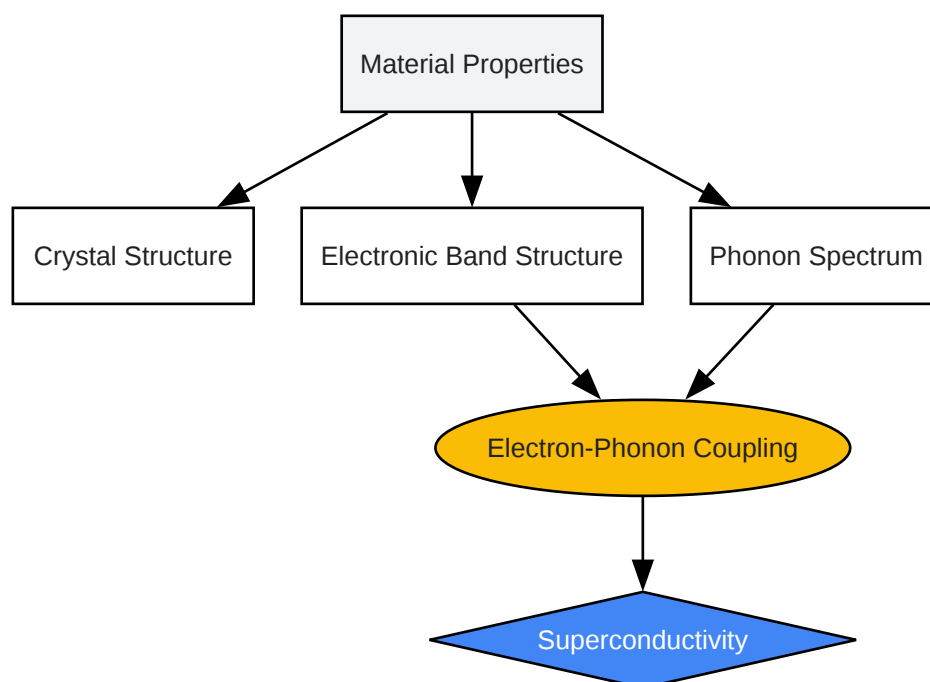 Material Properties
Crystal Structure
Electronic Band Structure
Phonon Spectrum
Electron-Phonon Coupling
Superconductivity